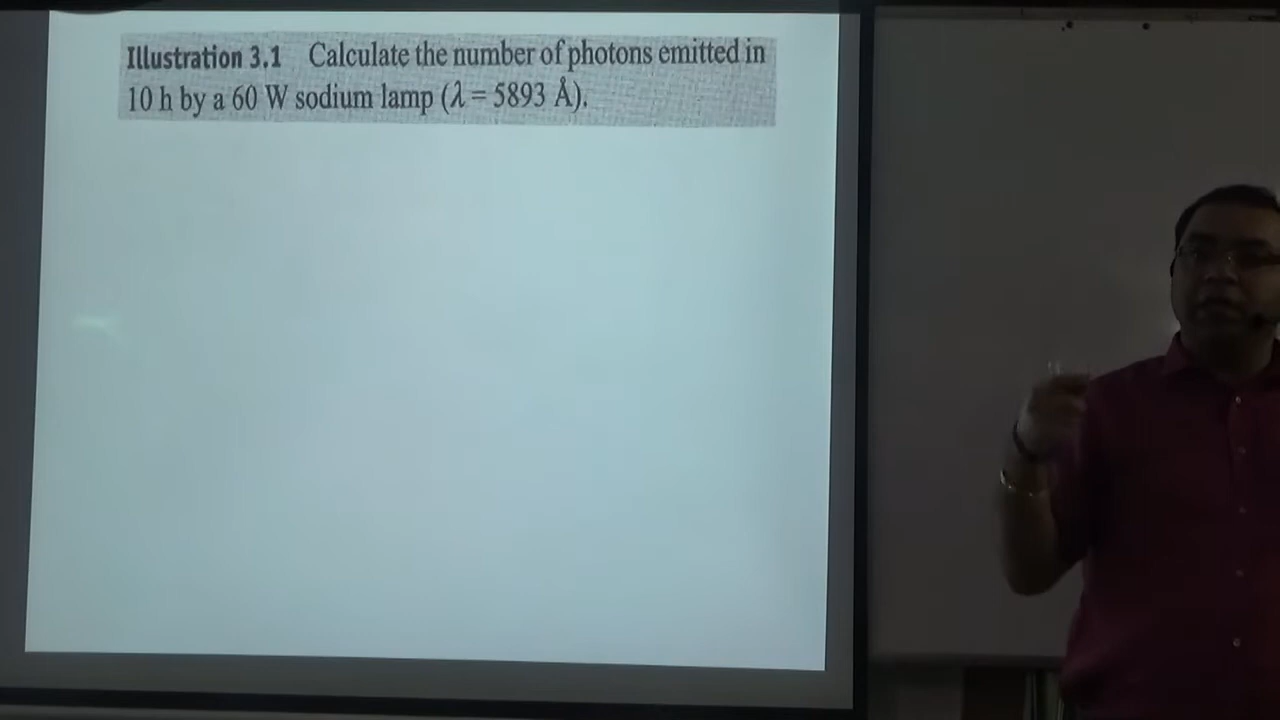 Illustration 3.1 Calculate the number of photons emitted in
10 h by a 60 W sodium lamp (λ = 5893 Å).